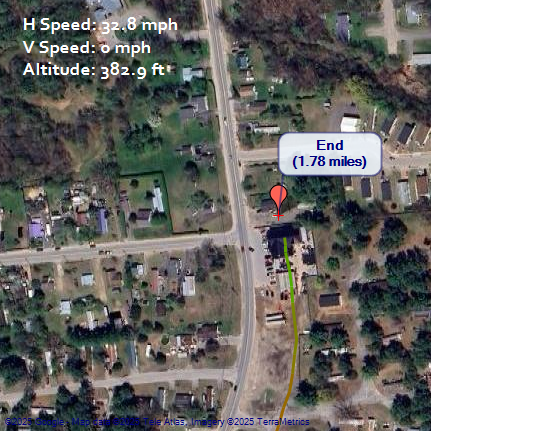 H Speed: 32.8 mph
V Speed: 0 mph
Altitude: 382.9 ft
End
(1.78 miles)
©2025 Google - Map data ©2025 Tele Atlas, Imagery ©2025 TerraMetrics